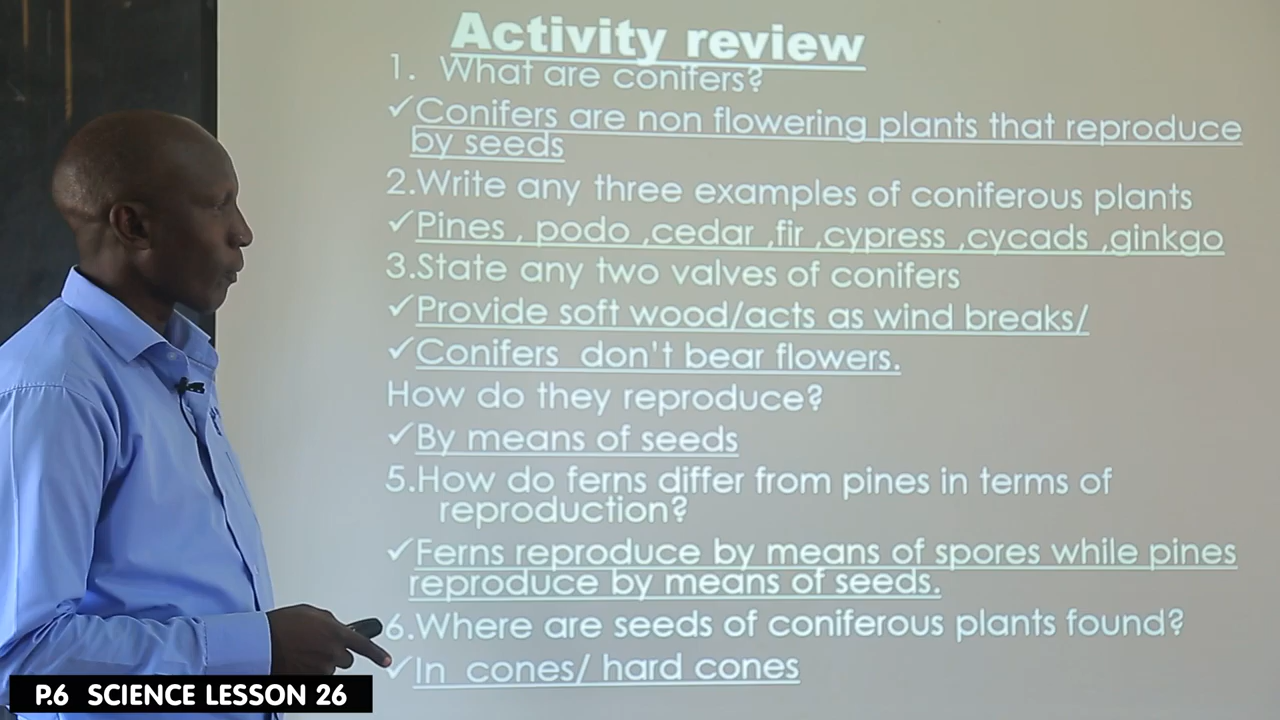 Activity review
1. What are conifers?
✓Conifers are non flowering plants that reproduce
by seeds
2.Write any three examples of coniferous plants
✓Pines , podo ,cedar ,fir ,cypress ,cycads ,ginkgo
3.State any two valves of conifers
✓Provide soft wood/acts as wind breaks/
✓Conifers don't bear flowers.
How do they reproduce?
✓By means of seeds
5.How do ferns differ from pines in terms of
reproduction?
✓Ferns reproduce by means of spores while pines
reproduce by means of seeds.
6.Where are seeds of coniferous plants found?
✓In cones/ hard cones
P.6 SCIENCE LESSON 26